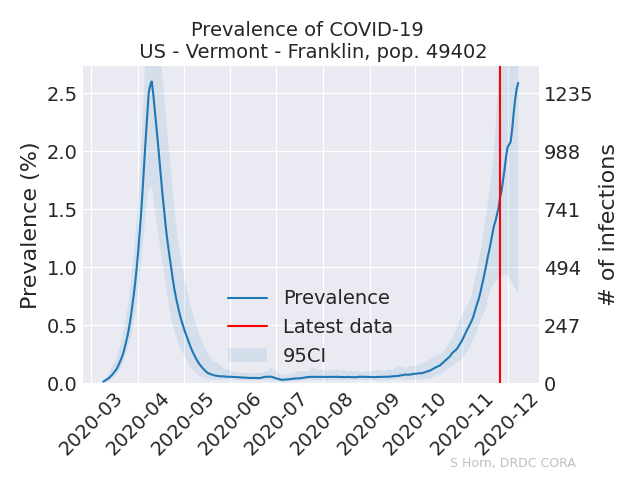 Prevalence of COVID-19
US - Vermont - Franklin, pop. 49402
Prevalence (%)
2.5
2.0
1.5
1.0
0.5
0.0
1235
988
741
494
247
0
# of infections
Prevalence
Latest data
95CI
2020-03
2020-04
2020-05
2020-06
2020-07
2020-08
2020-09
2020-10
2020-11
2020-12
S Horn, DRDC CORA